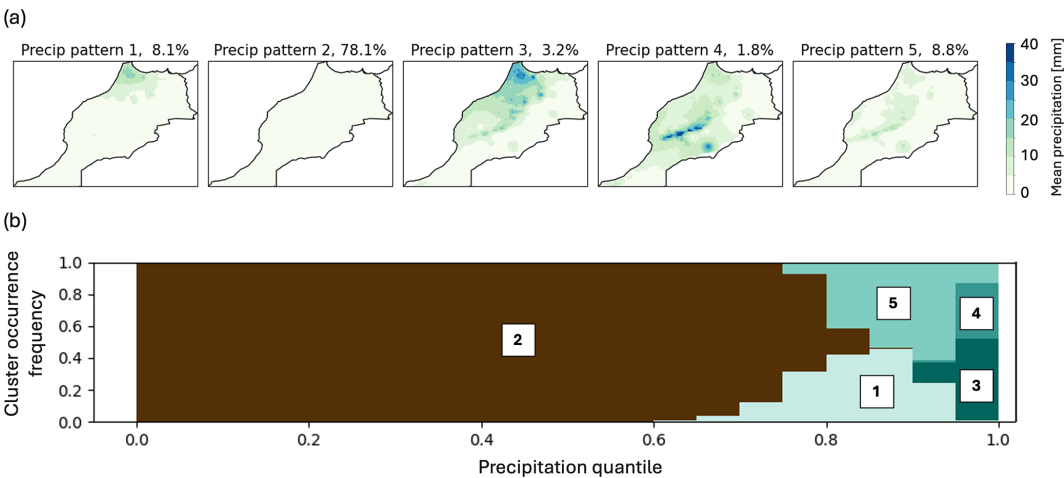 (a)
Precip pattern 1,  8.1%
Precip pattern 2, 78.1%
Precip pattern 3,  3.2%
Precip pattern 4,  1.8%
Precip pattern 5,  8.8%
40
30
20
10
0
Mean precipitation [mm]
(b)
Cluster occurrence
frequency
1.0
0.8
0.6
0.4
0.2
0.0
2
5
4
1
3
0.0
0.2
0.4
0.6
0.8
1.0
Precipitation quantile